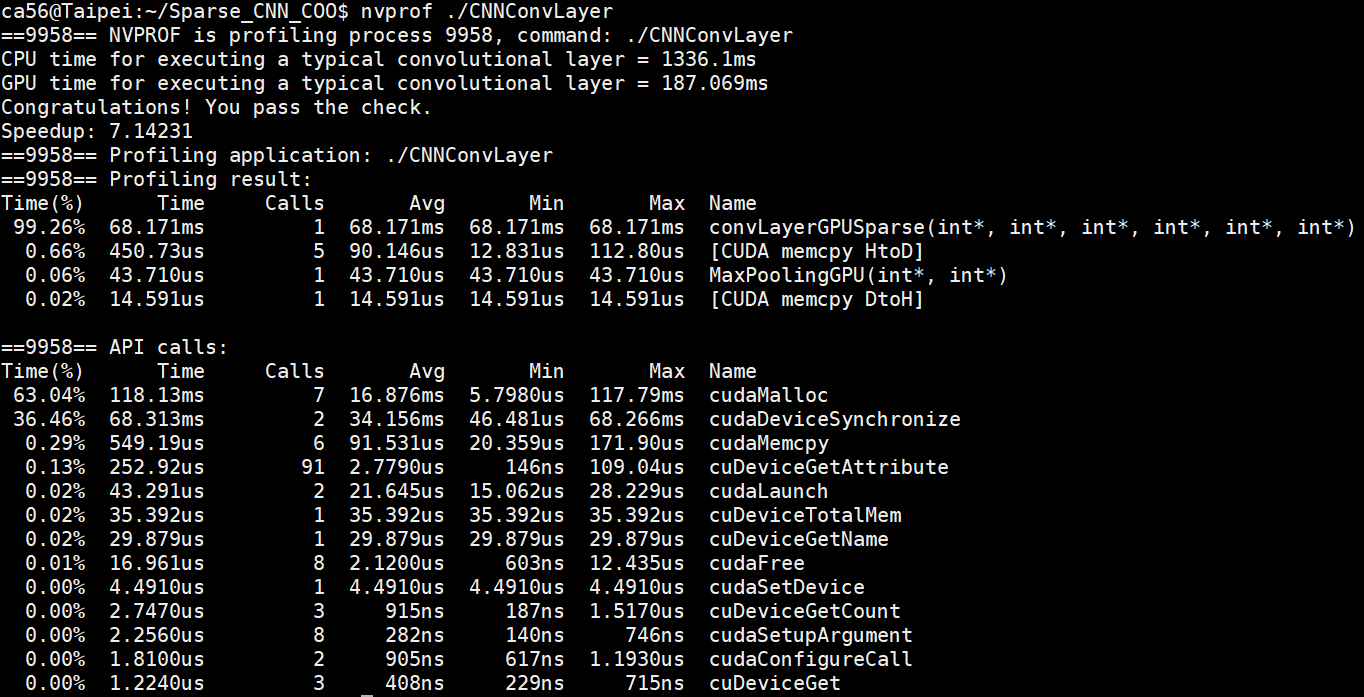 ca56@Taipei:~/Sparse_CNN_COO$ nvprof ./CNNConvLayer
==9958== NVPROF is profiling process 9958, command: ./CNNConvLayer
CPU time for executing a typical convolutional layer = 1336.1ms
GPU time for executing a typical convolutional layer = 187.069ms
Congratulations! You pass the check.
Speedup: 7.14231
==9958== Profiling application: ./CNNConvLayer
==9958== Profiling result:
Time(%)      Time     Calls       Avg       Min       Max  Name
 99.26%  68.171ms         1  68.171ms  68.171ms  68.171ms  convLayerGPUSparse(int*, int*, int*, int*, int*, int*)
  0.66%  450.73us         5  90.146us  12.831us  112.80us  [CUDA memcpy HtoD]
  0.06%  43.710us         1  43.710us  43.710us  43.710us  MaxPoolingGPU(int*, int*)
  0.02%  14.591us         1  14.591us  14.591us  14.591us  [CUDA memcpy DtoH]
==9958== API calls:
Time(%)      Time     Calls       Avg       Min       Max  Name
 63.04%  118.13ms         7  16.876ms  5.7980us  117.79ms  cudaMalloc
 36.46%  68.313ms         2  34.156ms  46.481us  68.266ms  cudaDeviceSynchronize
  0.29%  549.19us         6  91.531us  20.359us  171.90us  cudaMemcpy
  0.13%  252.92us        91  2.7790us     146ns  109.04us  cuDeviceGetAttribute
  0.02%  43.291us         2  21.645us  15.062us  28.229us  cudaLaunch
  0.02%  35.392us         1  35.392us  35.392us  35.392us  cuDeviceTotalMem
  0.02%  29.879us         1  29.879us  29.879us  29.879us  cuDeviceGetName
  0.01%  16.961us         8  2.1200us     603ns  12.435us  cudaFree
  0.00%  4.4910us         1  4.4910us  4.4910us  4.4910us  cudaSetDevice
  0.00%  2.7470us         3     915ns     187ns  1.5170us  cuDeviceGetCount
  0.00%  2.2560us         8     282ns     140ns     746ns  cudaSetupArgument
  0.00%  1.8100us         2     905ns     617ns  1.1930us  cudaConfigureCall
  0.00%  1.2240us         3     408ns     229ns     715ns  cuDeviceGet